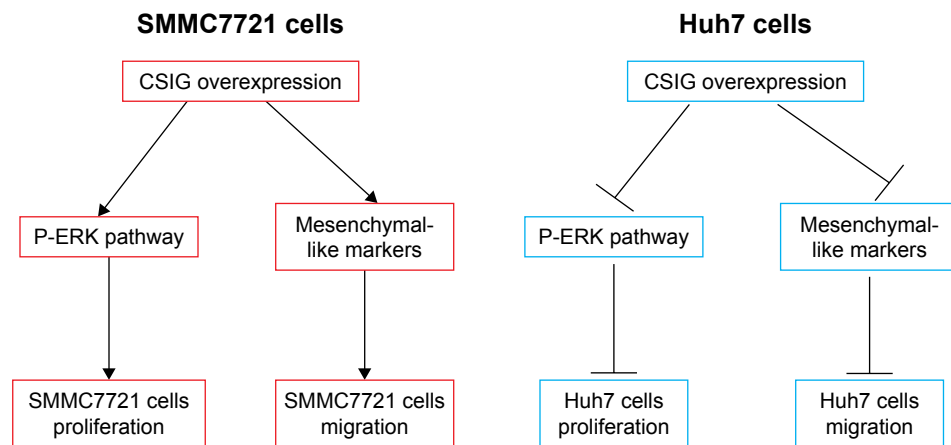 SMMC7721 cells
CSIG overexpression
P-ERK pathway
Mesenchymal-
like markers
SMMC7721 cells
proliferation
SMMC7721 cells
migration
Huh7 cells
CSIG overexpression
P-ERK pathway
Mesenchymal-
like markers
Huh7 cells
proliferation
Huh7 cells
migration